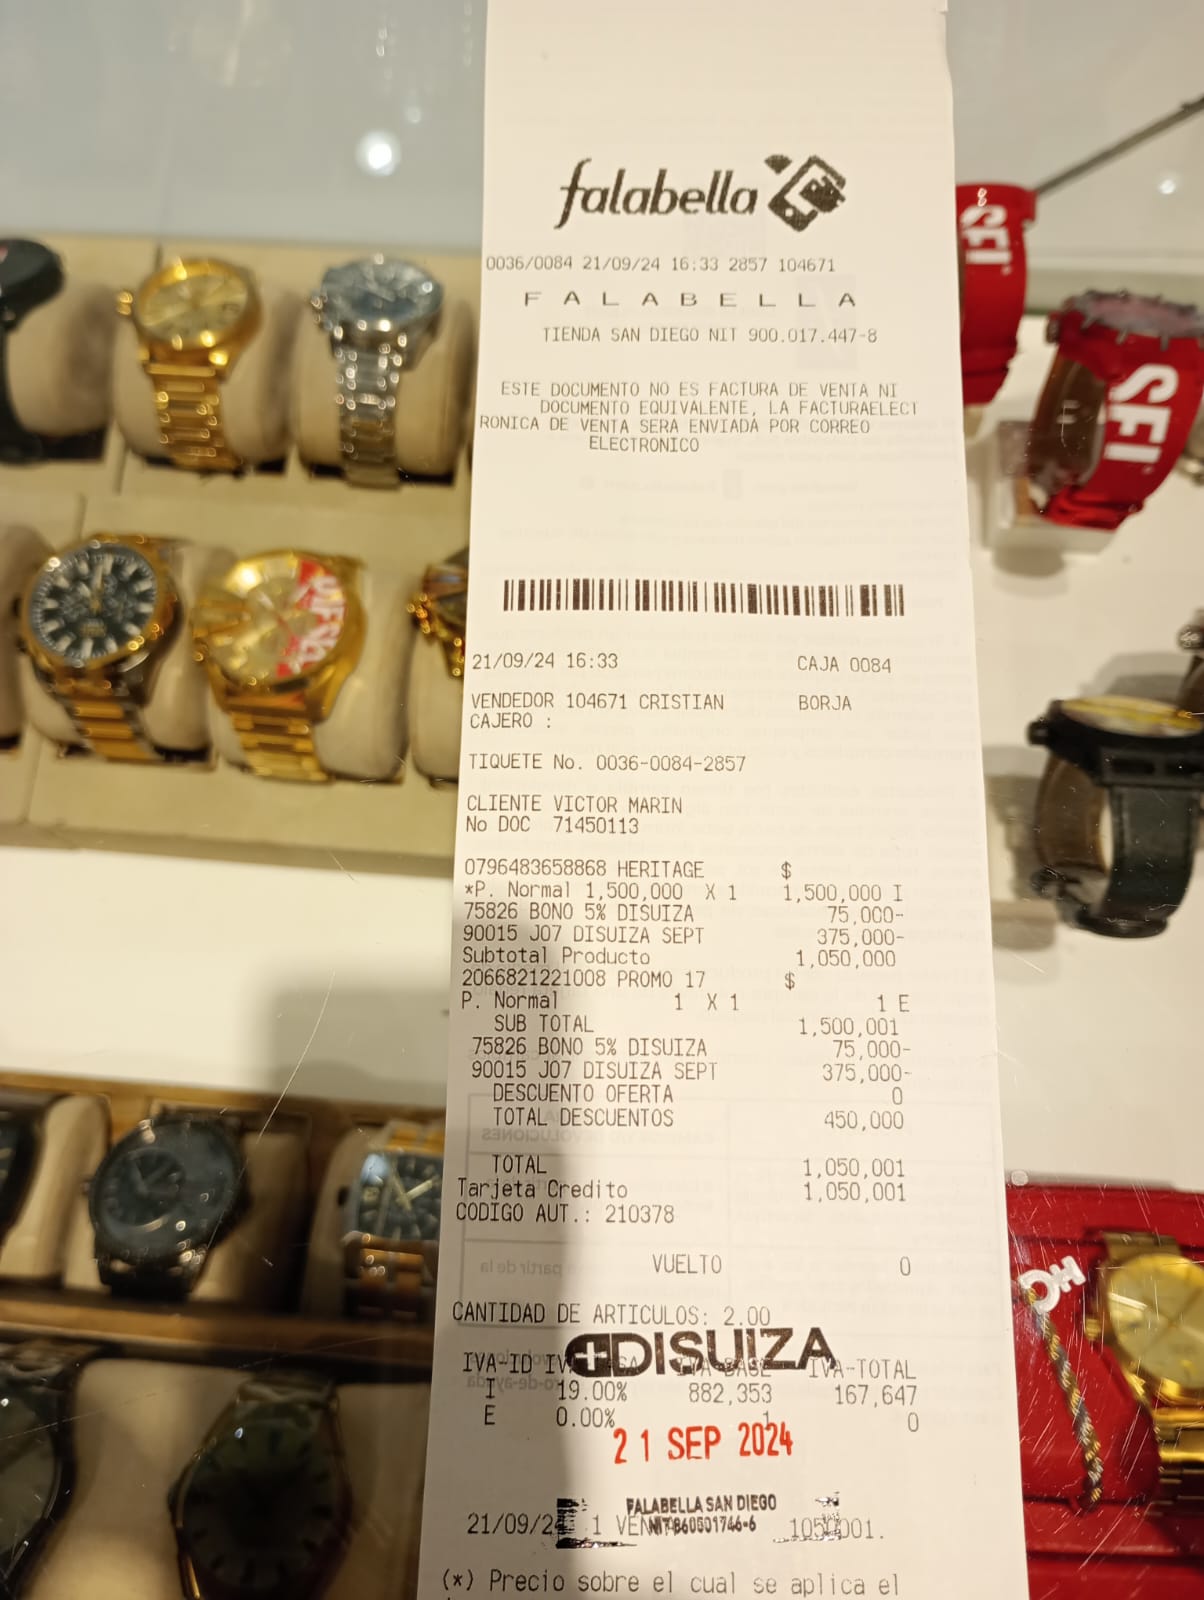 falabella
0036/0084 21/09/24 16:33 2857 104671
F A L A B E L L A
TIENDA SAN DIEGO NIT 900.017.447-8
ESTE DOCUMENTO NO ES FACTURA DE VENTA NI
DOCUMENTO EQUIVALENTE, LA FACTURAELECT
RONICA DE VENTA SERA ENVIADA POR CORREO
ELECTRONICO
21/09/24 16:33 CAJA 0084
VENDEDOR 104671 CRISTIAN BORJA
CAJERO :
TIQUETE No. 0036-0084-2857
CLIENTE VICTOR MARIN
No DOC 71450113
0796483658868 HERITAGE $
*P. Normal 1,500,000 X 1 1,500,000 I
75826 BONO 5% DISUIZA 75,000-
90015 J07 DISUIZA SEPT 375,000-
Subtotal Producto 1,050,000
2066821221008 PROMO 17 $
P. Normal 1 X 1 1 E
SUB TOTAL 1,500,001
75826 BONO 5% DISUIZA 75,000-
90015 J07 DISUIZA SEPT 375,000-
DESCUENTO OFERTA 0
TOTAL DESCUENTOS 450,000
TOTAL 1,050,001
Tarjeta Credito 1,050,001
CODIGO AUT.: 210378
VUELTO 0
CANTIDAD DE ARTICULOS: 2.00
DISUIZA
IVA-ID IVA-BASE IVA-TOTAL
I 19.00% 882,353 167,647
E 0.00% 1 0
21 SEP 2024
FALABELLA SAN DIEGO
NIT 860501746-6
21/09/24 1
(*) Precio sobre el cual se aplica el
SFI
SFI